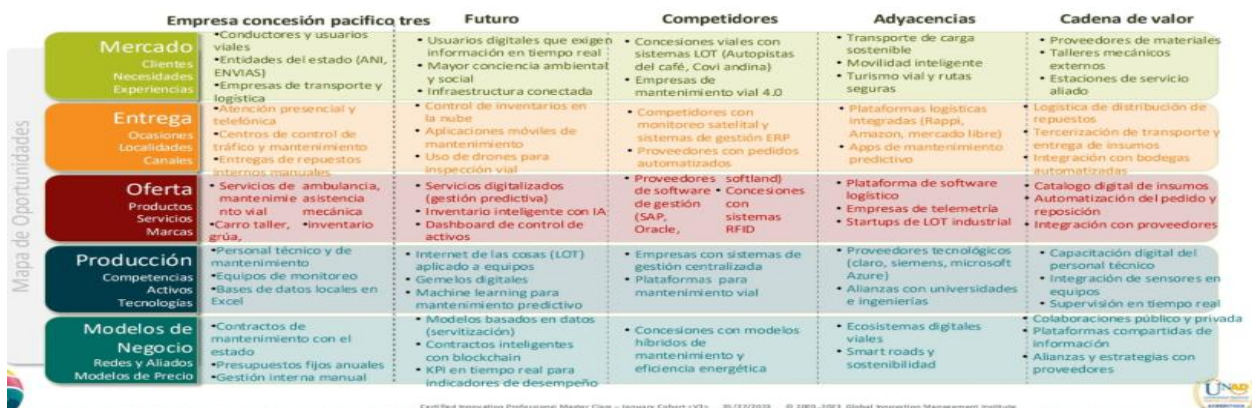 Empresa concesión pacifico tres
Futuro
Competidores
Adyacencias
Cadena de valor
Mapa de Oportunidades
Mercado
Clientes
Necesidades
Experiencias
•Conductores y usuarios
viales
•Entidades del estado (ANI,
ENVIAS)
•Empresas de transporte y
logística
• Usuarios digitales que exigen
información en tiempo real
• Mayor conciencia ambiental
y social
• Infraestructura conectada
• Concesiones viales con
sistemas LOT (Autopistas
del café, Covi andina)
• Empresas de
mantenimiento vial 4.0
• Transporte de carga
sostenible
• Movilidad inteligente
• Turismo vial y rutas
seguras
• Proveedores de materiales
• Talleres mecánicos
externos
• Estaciones de servicio
aliado
Entrega
Ocasiones
Localidades
Canales
•Atención presencial y
telefónica
•Centros de control de
tráfico y mantenimiento
•Entregas de repuestos
internos manuales
• Control de inventarios en
la nube
• Aplicaciones móviles de
mantenimiento
• Uso de drones para
inspección vial
• Competidores con
monitoreo satelital y
sistemas de gestión ERP
• Proveedores con pedidos
automatizados
• Plataformas logísticas
integradas (Rappi,
Amazon, mercado libre)
• Apps de mantenimiento
predictivo
• Logística de distribución de
repuestos
• Tercerización de transporte y
entrega de insumos
• Integración con bodegas
automatizadas
Oferta
Productos
Servicios
Marcas
• Servicios de
mantenimie
nto vial
•Carro taller,
grúa,
ambulancia,
asistencia
mecánica
•inventario
• Servicios digitalizados
(gestión predictiva)
• Inventario inteligente con IA
• Dashboard de control de
activos
• Proveedores
de software
de gestión
(SAP,
Oracle,
softland)
• Concesiones
con
sistemas
RFID
• Plataforma de software
logístico
• Empresas de telemetría
• Startups de LOT industrial
• Catalogo digital de insumos
• Automatización del pedido y
reposición
• Integración con proveedores
Producción
Competencias
Activos
Tecnologías
•Personal técnico y de
mantenimiento
•Equipos de monitoreo
•Bases de datos locales en
Excel
• Internet de las cosas (LOT)
aplicado a equipos
• Gemelos digitales
• Machine learning para
mantenimiento predictivo
• Empresas con sistemas de
gestión centralizada
• Plataformas para
mantenimiento vial
• Proveedores tecnológicos
(claro, siemens, microsoft
Azure)
• Alianzas con universidades
e ingenierías
• Capacitación digital del
personal técnico
• Integración de sensores en
equipos
• Supervisión en tiempo real
Modelos de
Negocio
Redes y Aliados
Modelos de Precio
•Contratos de
mantenimiento con el
estado
•Presupuestos fijos anuales
•Gestión interna manual
• Modelos basados en datos
(servitización)
• Contractos inteligentes
con blockchain
• KPI en tiempo real para
indicadores de desempeño
• Concesiones con modelos
híbridos de
mantenimiento y
eficiencia energética
• Ecosistemas digitales
viales
• Smart roads y
sostenibilidad
• Colaboraciones público y privada
• Plataformas compartidas de
información
• Alianzas y estrategias con
proveedores
Certified Innovation Professional Master Class – January Cohort
Global Innovation Management Institute
UNAD